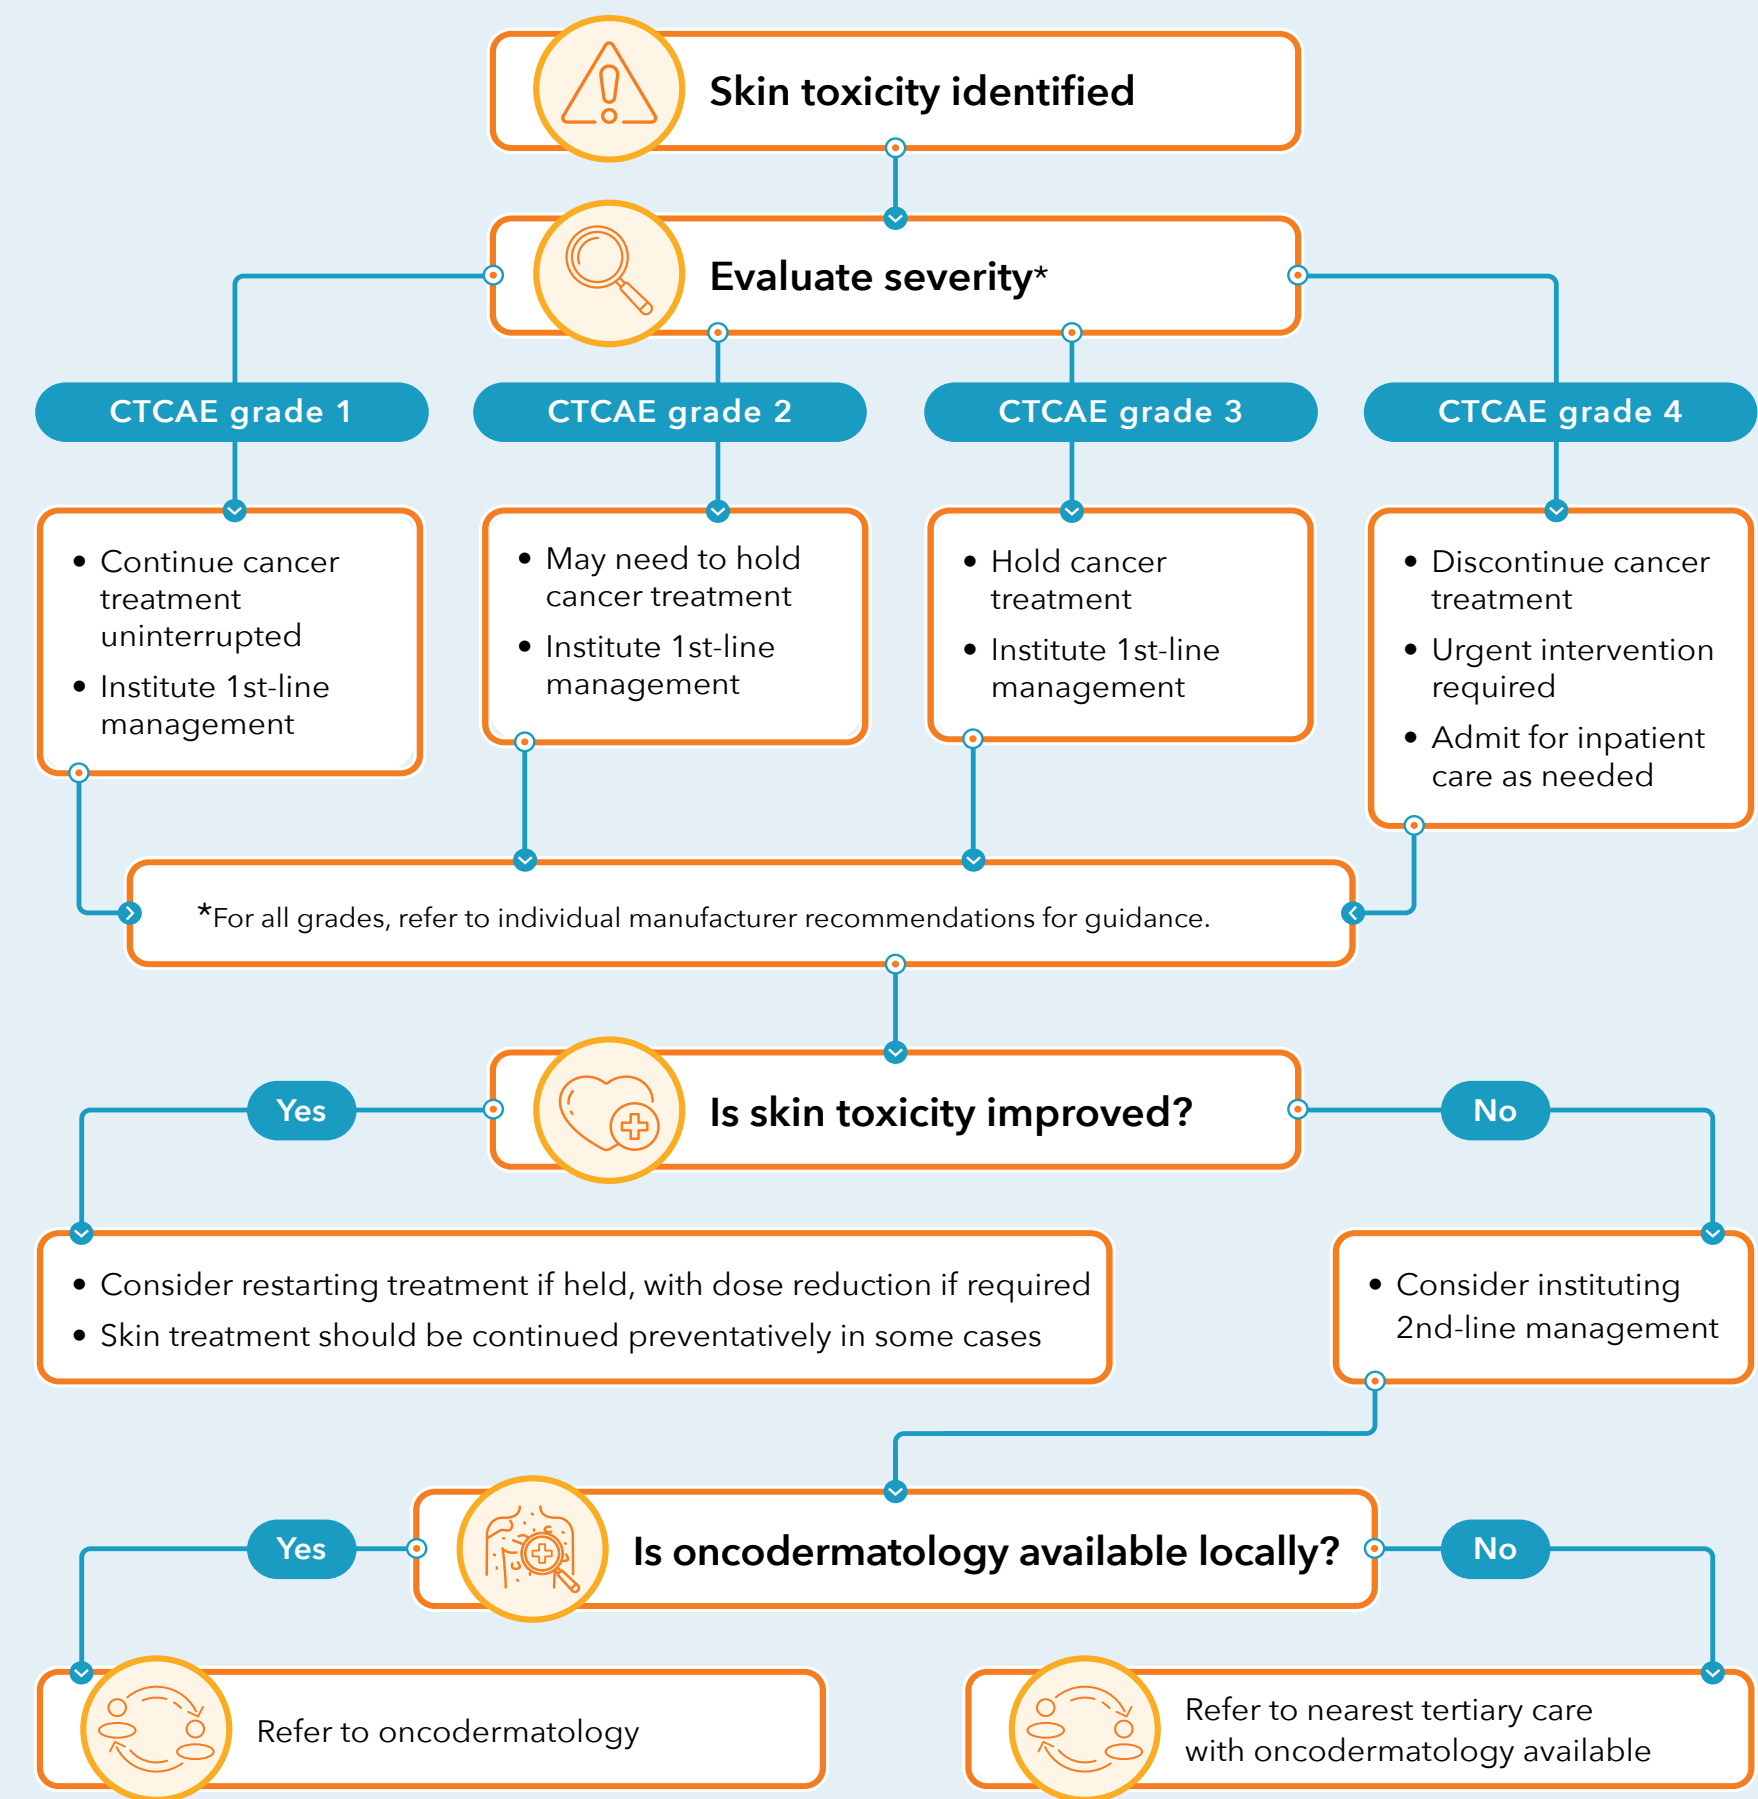 Skin toxicity identified
Evaluate severity*
CTCAE grade 1
CTCAE grade 2
CTCAE grade 3
CTCAE grade 4
• Continue cancer
treatment
uninterrupted
• Institute 1st-line
management
• May need to hold
cancer treatment
• Institute 1st-line
management
• Hold cancer
treatment
• Institute 1st-line
management
• Discontinue cancer
treatment
• Urgent intervention
required
• Admit for inpatient
care as needed
*For all grades, refer to individual manufacturer recommendations for guidance.
Is skin toxicity improved?
Yes
No
• Consider restarting treatment if held, with dose reduction if required
• Skin treatment should be continued preventatively in some cases
• Consider instituting
2nd-line management
Is oncodermatology available locally?
Yes
No
Refer to oncodermatology
Refer to nearest tertiary care
with oncodermatology available